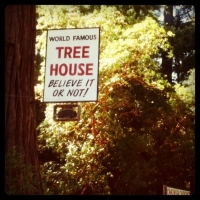 WORLD FAMOUS
TREE
HOUSE
BELIEVE IT
OR NOT!